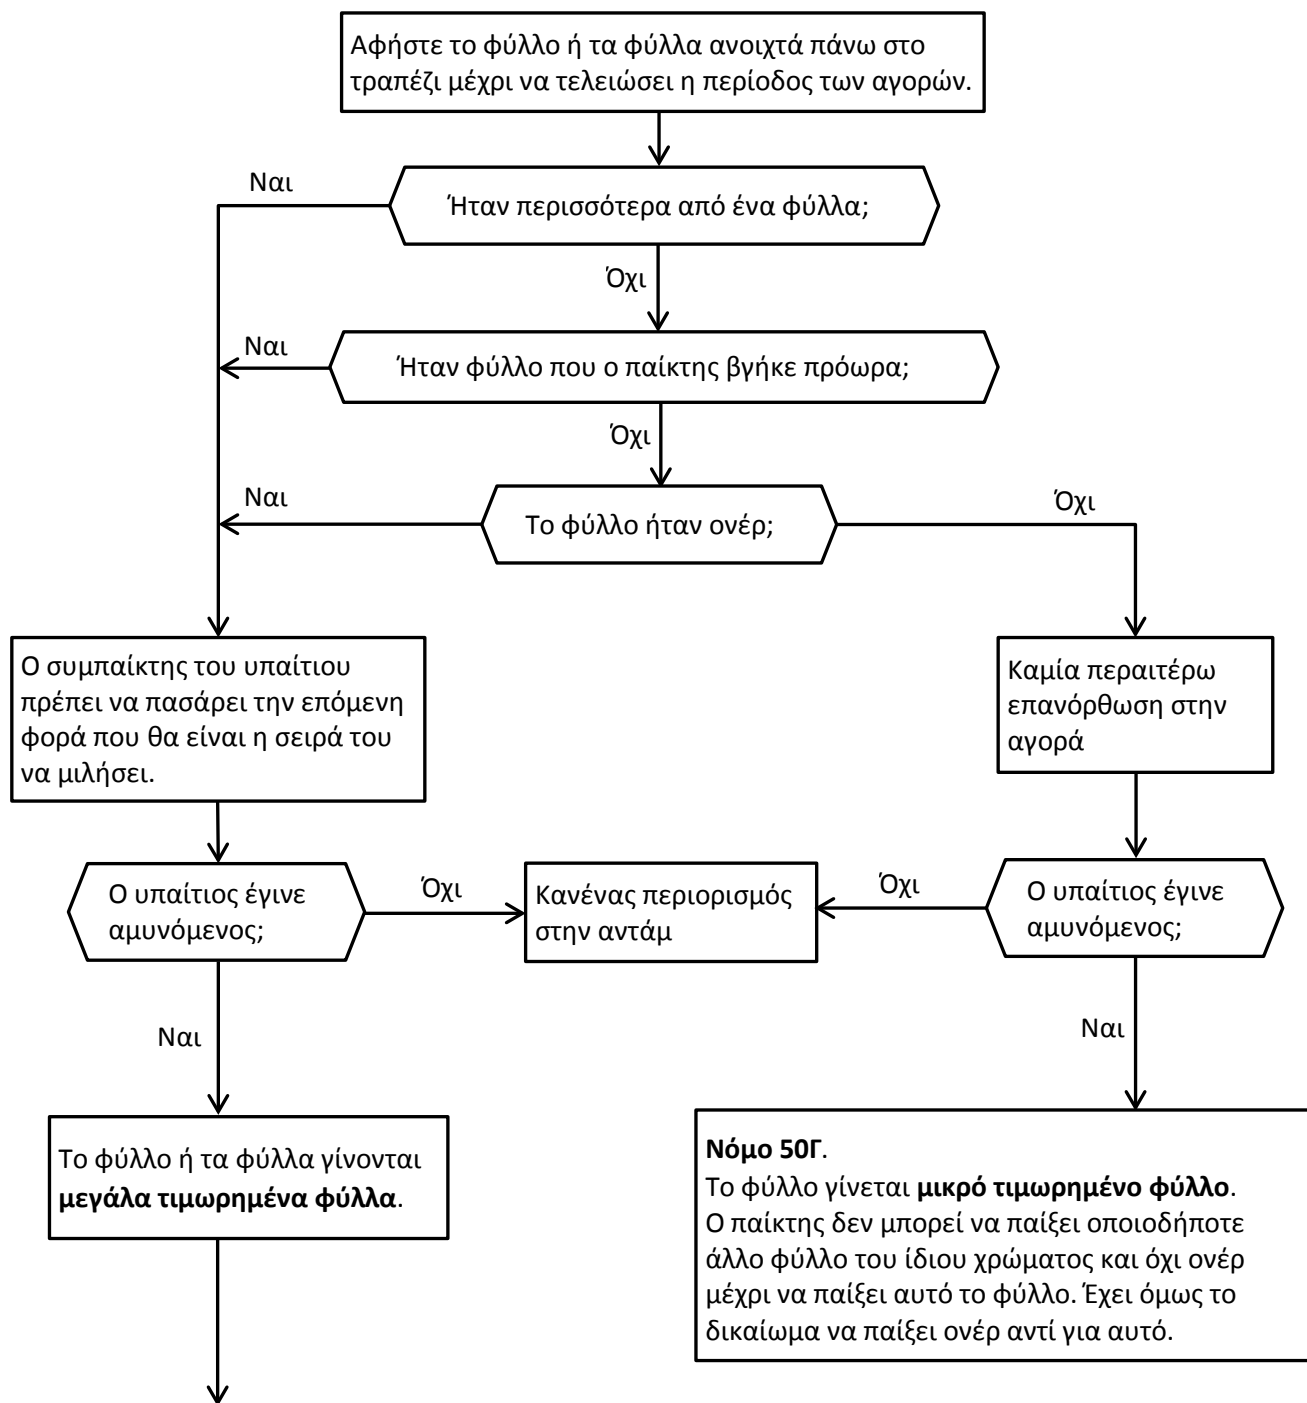 Αφήστε το φύλλο ή τα φύλλα ανοιχτά πάνω στο
τραπέζι μέχρι να τελειώσει η περίοδος των αγορών.
Ναι
Ήταν περισσότερα από ένα φύλλα;
Όχι
Ναι
Ήταν φύλλο που ο παίκτης βγήκε πρόωρα;
Όχι
Ναι
Το φύλλο ήταν ονέρ;
Όχι
Ο συμπαίκτης του υπαίτιου
πρέπει να πασάρει την επόμενη
φορά που θα είναι η σειρά του
να μιλήσει.
Καμία περαιτέρω
επανόρθωση στην
αγορά
Ο υπαίτιος έγινε
αμυνόμενος;
Όχι
Κανένας περιορισμός
στην αντάμ
Όχι
Ο υπαίτιος έγινε
αμυνόμενος;
Ναι
Ναι
Το φύλλο ή τα φύλλα γίνονται
μεγάλα τιμωρημένα φύλλα.
Νόμο 50Γ.
Το φύλλο γίνεται μικρό τιμωρημένο φύλλο.
Ο παίκτης δεν μπορεί να παίξει οποιοδήποτε
άλλο φύλλο του ίδιου χρώματος και όχι ονέρ
μέχρι να παίξει αυτό το φύλλο. Έχει όμως το
δικαίωμα να παίξει ονέρ αντί για αυτό.